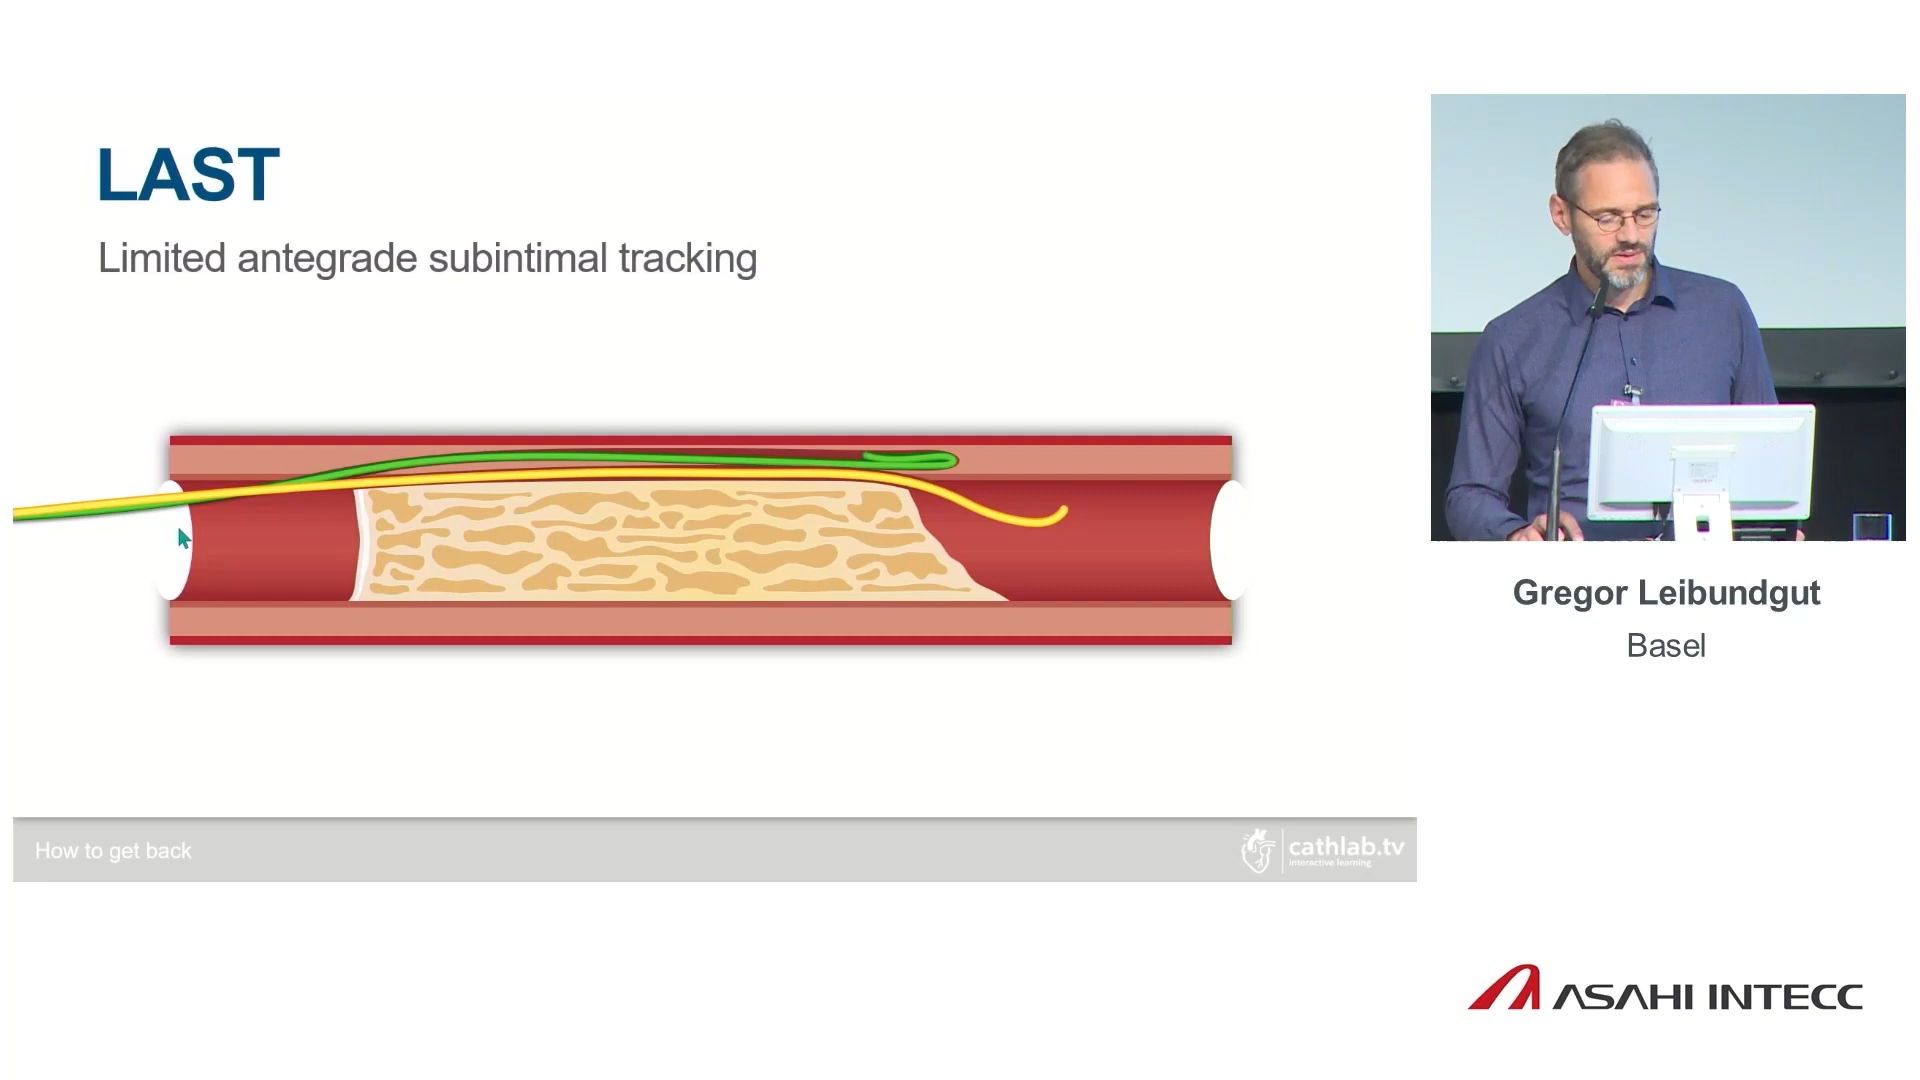 LAST
Limited antegrade subintimal tracking
How to get back
cathlab.tv
interactive learning
Gregor Leibundgut
Basel
ASAHI INTECC